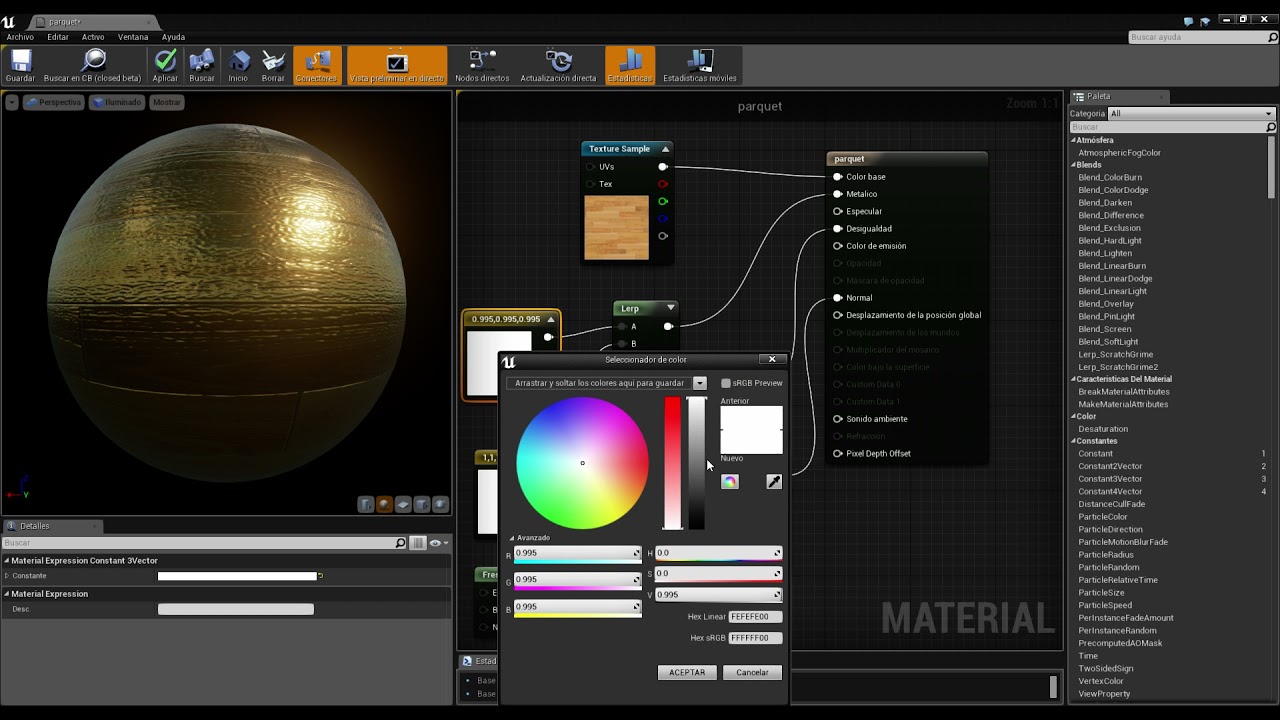 parquet*
Archivo Editar Activo Ventana Ayuda
Buscar ayuda
Guardar Buscar en CB (closed beta) Aplicar Buscar Inicio Borrar Conectores Vista preliminar en directo Nodos directos Actualización directa Estadísticas Estadísticas móviles
Perspectiva Iluminado Mostrar
parquet
Zoom 1:1
Texture Sample
UVs
Tex
parquet
Color base
Metalico
Especular
Desigualdad
Color de emisión
Opacidad
Máscara de opacidad
Normal
Desplazamiento de la posición global
Desplazamiento de los mundos
Multiplicador del mosaico
Color bajo la superficie
Custom Data 0
Custom Data 1
Sonido ambiente
Refracción
Pixel Depth Offset
0.995,0.995,0.995
Lerp
A
B
1,1,
Fres
E
B
N
MATERIAL
Seleccionador de color
Arrastrar y soltar los colores aquí para guardar
sRGB Preview
Anterior
Nuevo
Avanzado
R 0.995
G 0.995
B 0.995
H 0.0
S 0.0
V 0.995
Hex Linear FEFEFE00
Hex sRGB FFFFFF00
ACEPTAR Cancelar
Estad
Base
Base
Y
Z
Detalles
Buscar
Material Expression Constant 3Vector
Constante
Material Expression
Desc.
Paleta
Categoría All
Buscar
Atmósfera
AtmosphericFogColor
Blends
Blend_ColorBurn
Blend_ColorDodge
Blend_Darken
Blend_Difference
Blend_Exclusion
Blend_HardLight
Blend_Lighten
Blend_LinearBurn
Blend_LinearDodge
Blend_LinearLight
Blend_Overlay
Blend_PinLight
Blend_Screen
Blend_SoftLight
Lerp_ScratchGrime
Lerp_ScratchGrime2
Características Del Material
BreakMaterialAttributes
MakeMaterialAttributes
Color
Desaturation
Constantes
Constant 1
Constant2Vector 2
Constant3Vector 3
Constant4Vector 4
DistanceCullFade
ParticleColor
ParticleDirection
ParticleMotionBlurFade
ParticleRadius
ParticleRandom
ParticleRelativeTime
ParticleSize
ParticleSpeed
PerInstanceFadeAmount
PerInstanceRandom
PrecomputedAOMask
Time
TwoSidedSign
VertexColor
ViewProperty